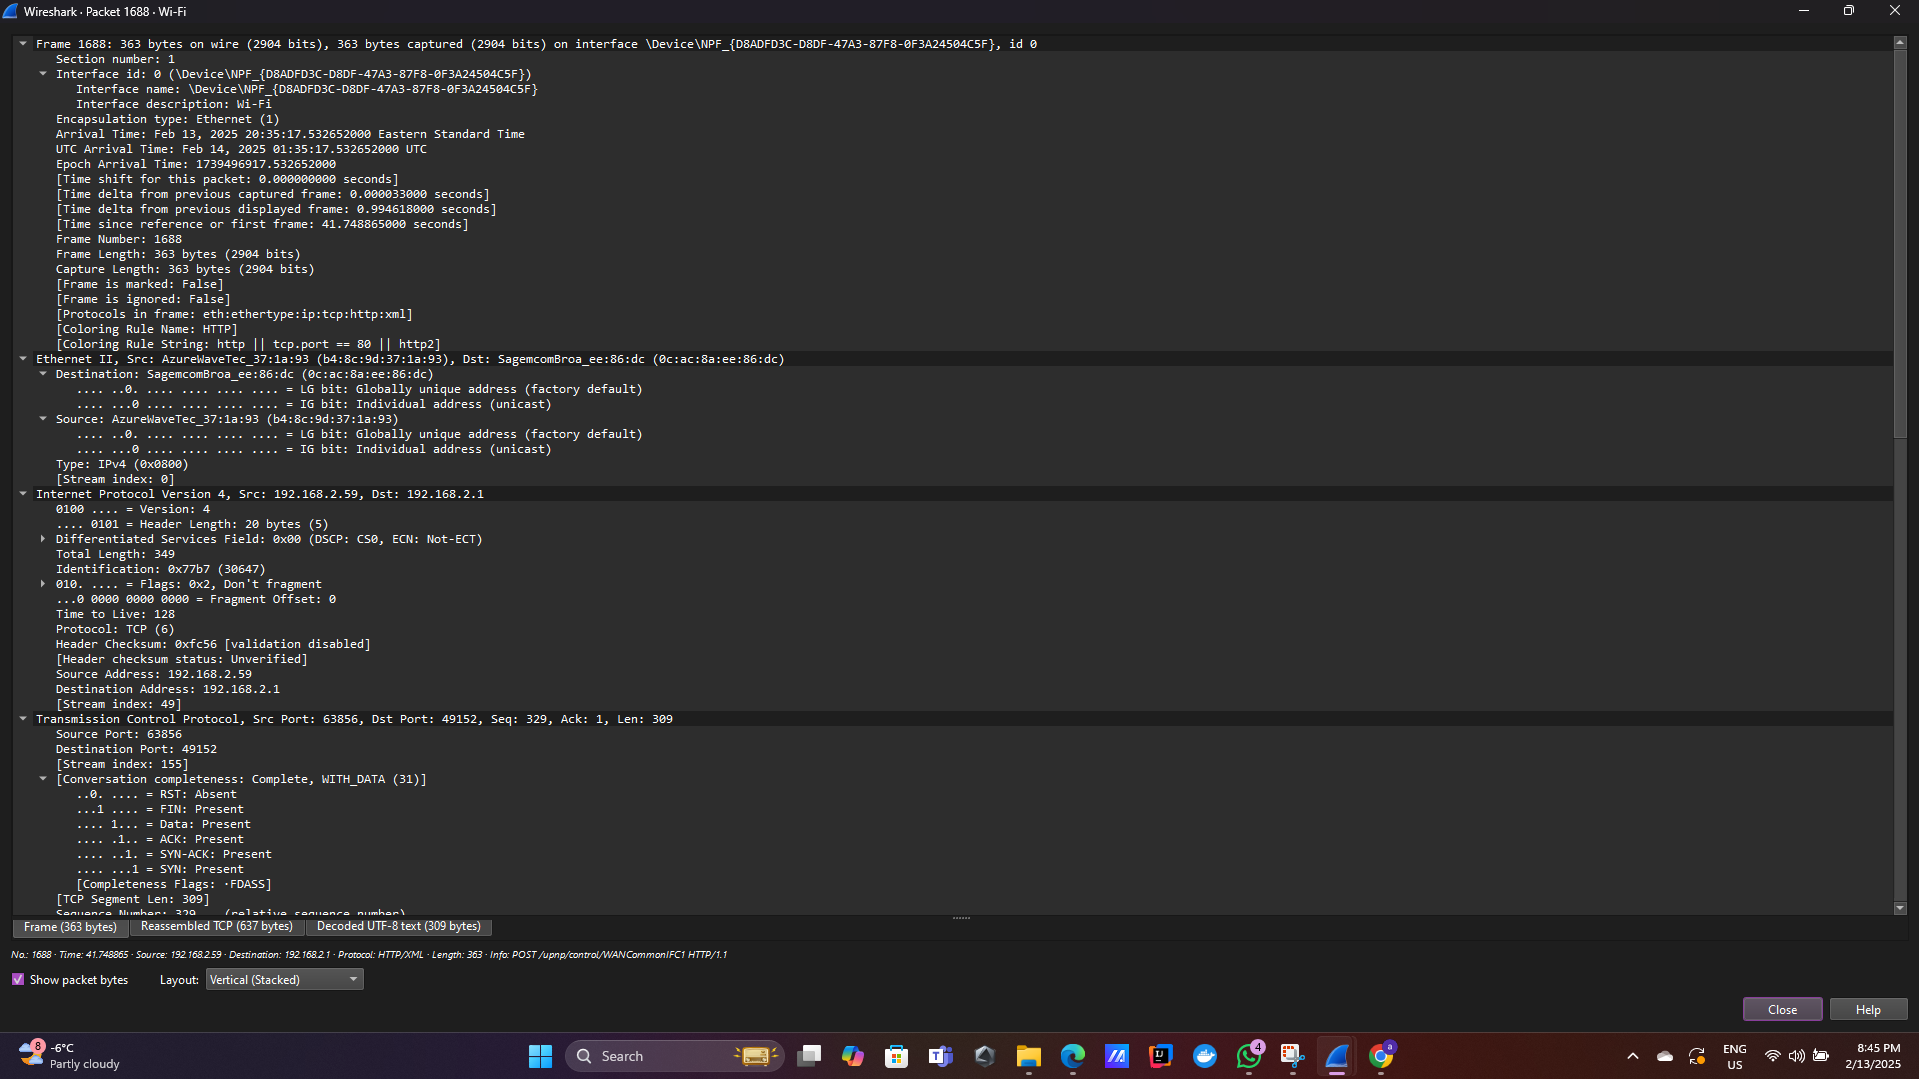 Wireshark · Packet 1688 · Wi-Fi
Frame 1688: 363 bytes on wire (2904 bits), 363 bytes captured (2904 bits) on interface \Device\NPF_{D8ADFD3C-D8DF-47A3-87F8-0F3A24504C5F}, id 0
Section number: 1
Interface id: 0 (\Device\NPF_{D8ADFD3C-D8DF-47A3-87F8-0F3A24504C5F})
Interface name: \Device\NPF_{D8ADFD3C-D8DF-47A3-87F8-0F3A24504C5F}
Interface description: Wi-Fi
Encapsulation type: Ethernet (1)
Arrival Time: Feb 13, 2025 20:35:17.532652000 Eastern Standard Time
UTC Arrival Time: Feb 14, 2025 01:35:17.532652000 UTC
Epoch Arrival Time: 1739496917.532652000
[Time shift for this packet: 0.000000000 seconds]
[Time delta from previous captured frame: 0.000033000 seconds]
[Time delta from previous displayed frame: 0.994618000 seconds]
[Time since reference or first frame: 41.748865000 seconds]
Frame Number: 1688
Frame Length: 363 bytes (2904 bits)
Capture Length: 363 bytes (2904 bits)
[Frame is marked: False]
[Frame is ignored: False]
[Protocols in frame: eth:ethertype:ip:tcp:http:xml]
[Coloring Rule Name: HTTP]
[Coloring Rule String: http || tcp.port == 80 || http2]
Ethernet II, Src: AzureWaveTec_37:1a:93 (b4:8c:9d:37:1a:93), Dst: SagemcomBroa_ee:86:dc (0c:ac:8a:ee:86:dc)
Destination: SagemcomBroa_ee:86:dc (0c:ac:8a:ee:86:dc)
.... ..0. .... .... .... .... = LG bit: Globally unique address (factory default)
.... ...0 .... .... .... .... = IG bit: Individual address (unicast)
Source: AzureWaveTec_37:1a:93 (b4:8c:9d:37:1a:93)
.... ..0. .... .... .... .... = LG bit: Globally unique address (factory default)
.... ...0 .... .... .... .... = IG bit: Individual address (unicast)
Type: IPv4 (0x0800)
[Stream index: 0]
Internet Protocol Version 4, Src: 192.168.2.59, Dst: 192.168.2.1
0100 .... = Version: 4
.... 0101 = Header Length: 20 bytes (5)
Differentiated Services Field: 0x00 (DSCP: CS0, ECN: Not-ECT)
Total Length: 349
Identification: 0x77b7 (30647)
010. .... = Flags: 0x2, Don't fragment
...0 0000 0000 0000 = Fragment Offset: 0
Time to Live: 128
Protocol: TCP (6)
Header Checksum: 0xfc56 [validation disabled]
[Header checksum status: Unverified]
Source Address: 192.168.2.59
Destination Address: 192.168.2.1
[Stream index: 49]
Transmission Control Protocol, Src Port: 63856, Dst Port: 49152, Seq: 329, Ack: 1, Len: 309
Source Port: 63856
Destination Port: 49152
[Stream index: 155]
[Conversation completeness: Complete, WITH_DATA (31)]
..0. .... = RST: Absent
...1 .... = FIN: Present
.... 1... = Data: Present
.... .1.. = ACK: Present
.... ..1. = SYN-ACK: Present
.... ...1 = SYN: Present
[Completeness Flags: ·FDASS]
[TCP Segment Len: 309]
Sequence Number: 329 (relative sequence number)
Frame (363 bytes) Reassembled TCP (637 bytes) Decoded UTF-8 text (309 bytes)
No.: 1688 · Time: 41.748865 · Source: 192.168.2.59 · Destination: 192.168.2.1 · Protocol: HTTP/XML · Length: 363 · Info: POST /upnp/control/WANCommonIFC1 HTTP/1.1
Show packet bytes Layout: Vertical (Stacked)
Close Help
8
-6°C
Partly cloudy
Search
4
a
ENG
US
8:45 PM
2/13/2025